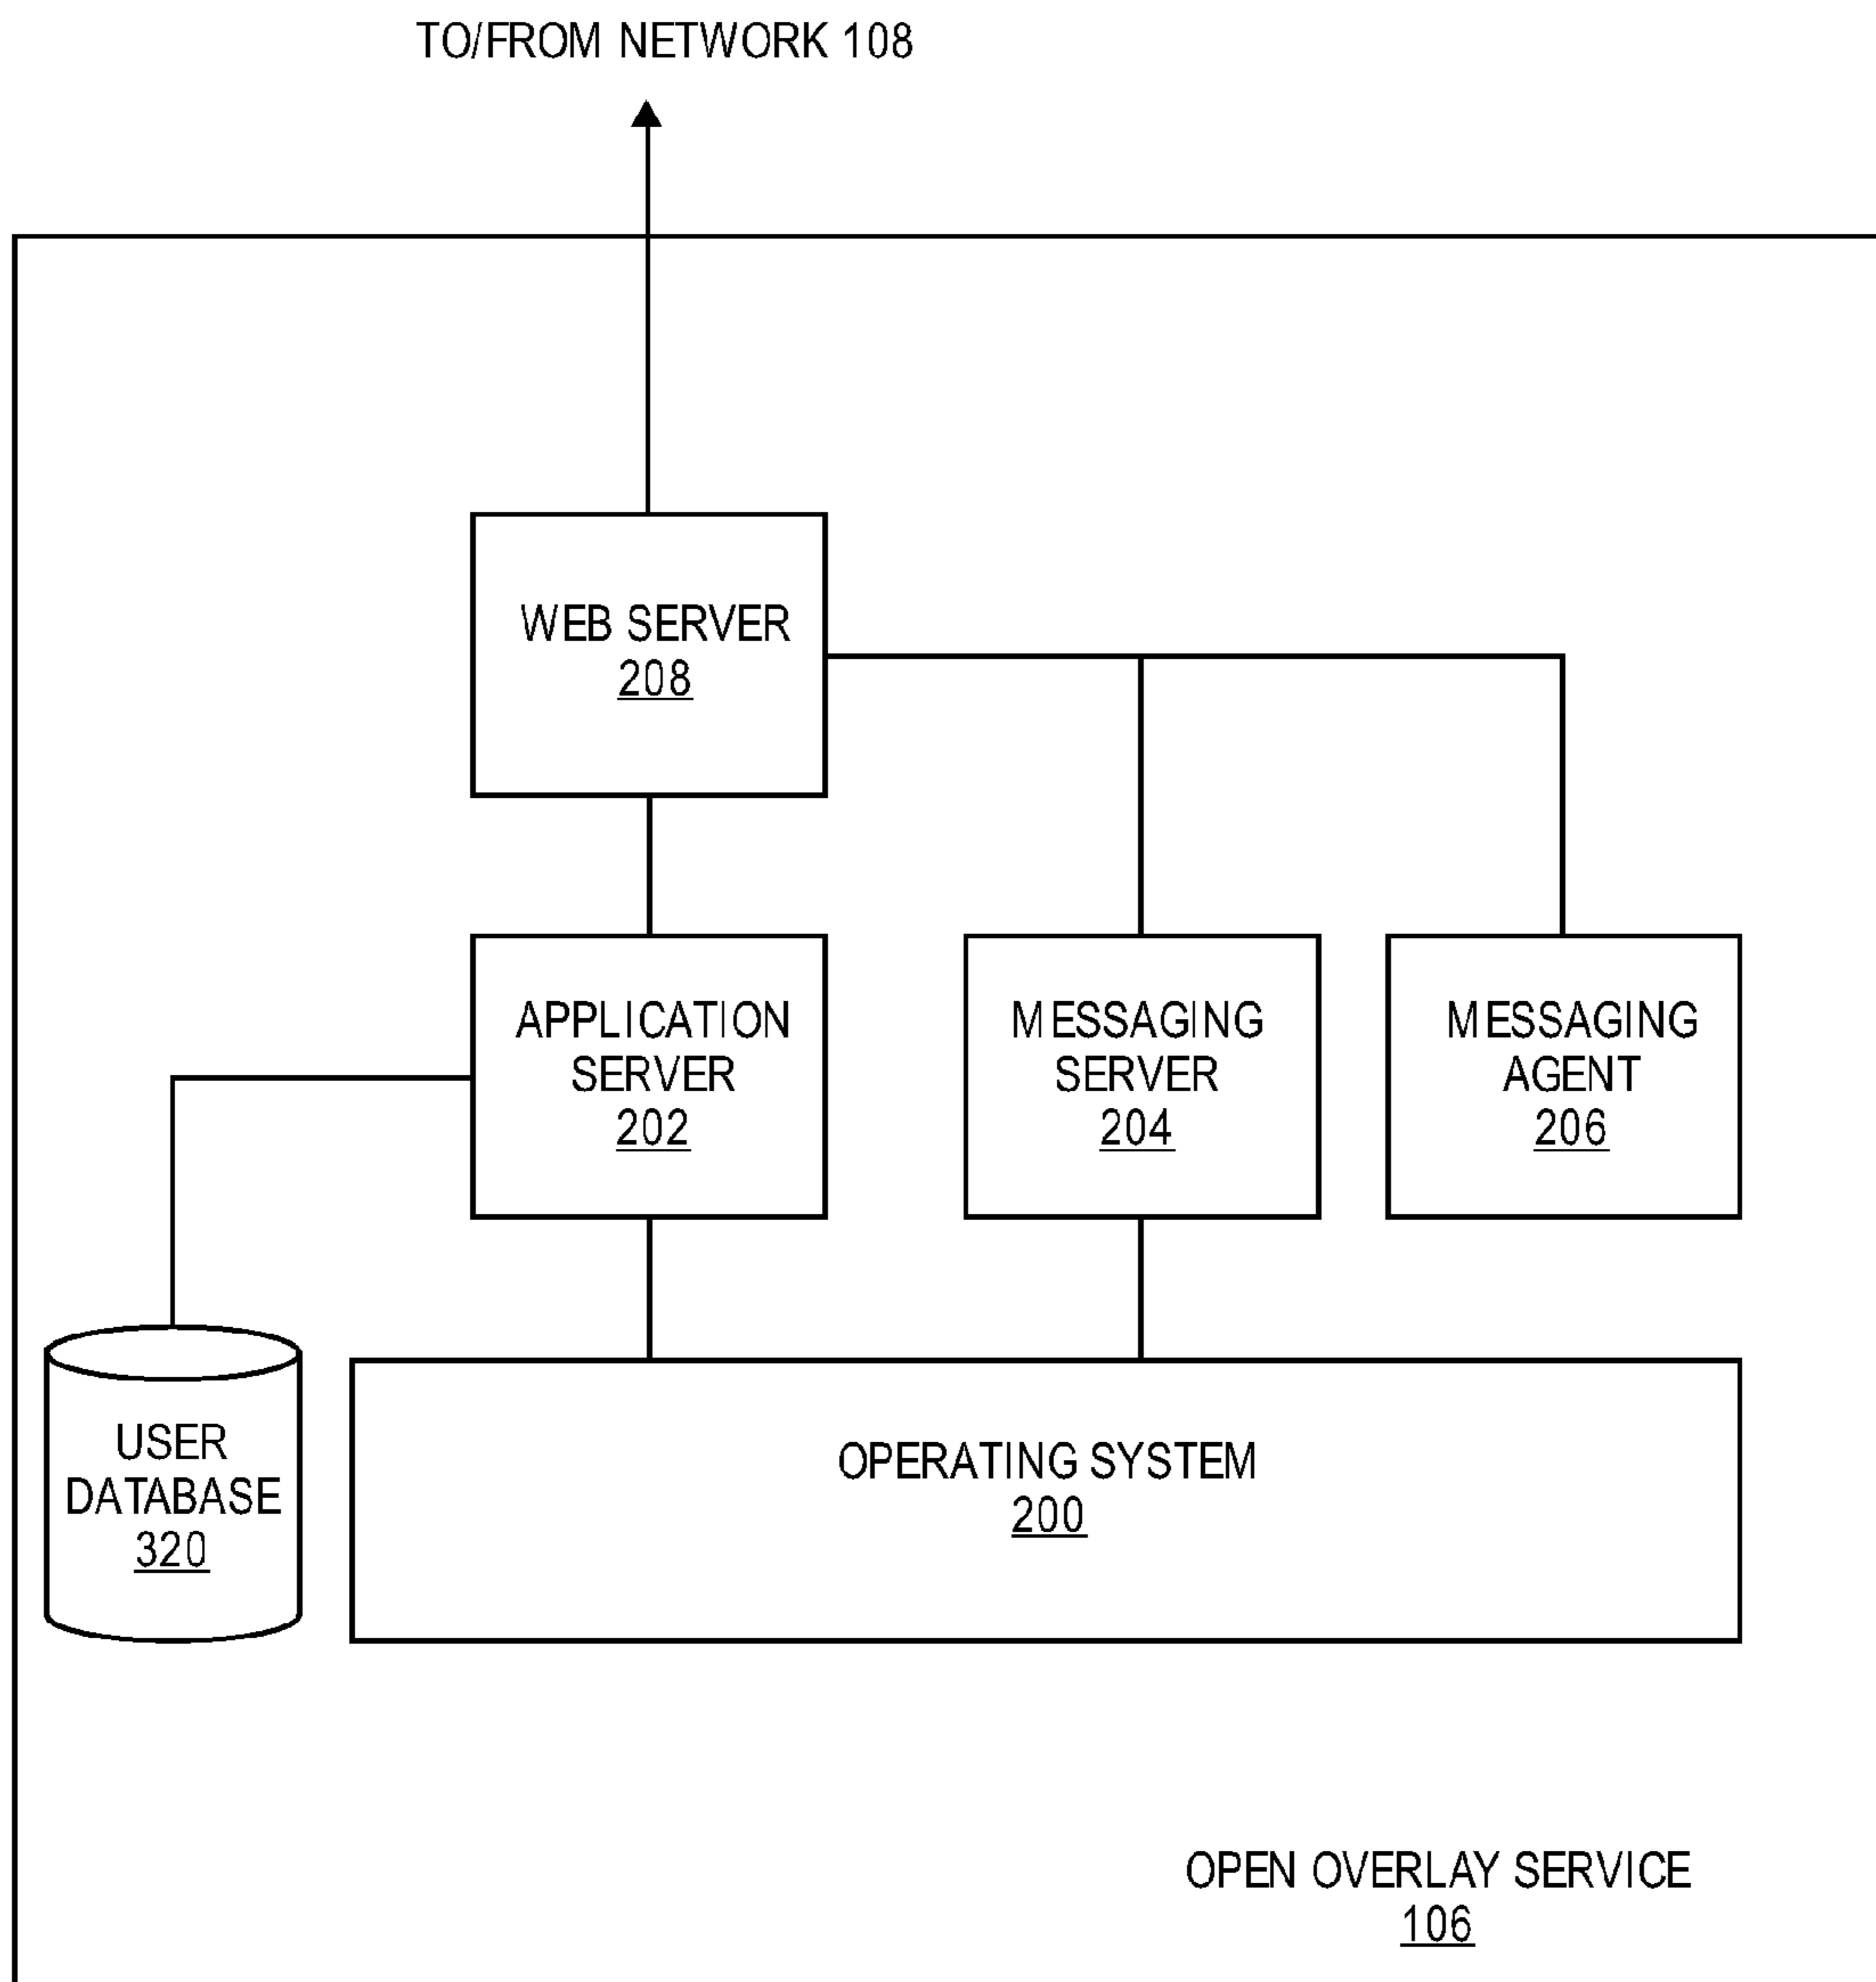 TO/FROM NETWORK 108
WEB SERVER
208
APPLICATION
SERVER
202
MESSAGING
SERVER
204
MESSAGING
AGENT
206
USER
DATABASE
320
OPERATING SYSTEM
200
OPEN OVERLAY SERVICE
106